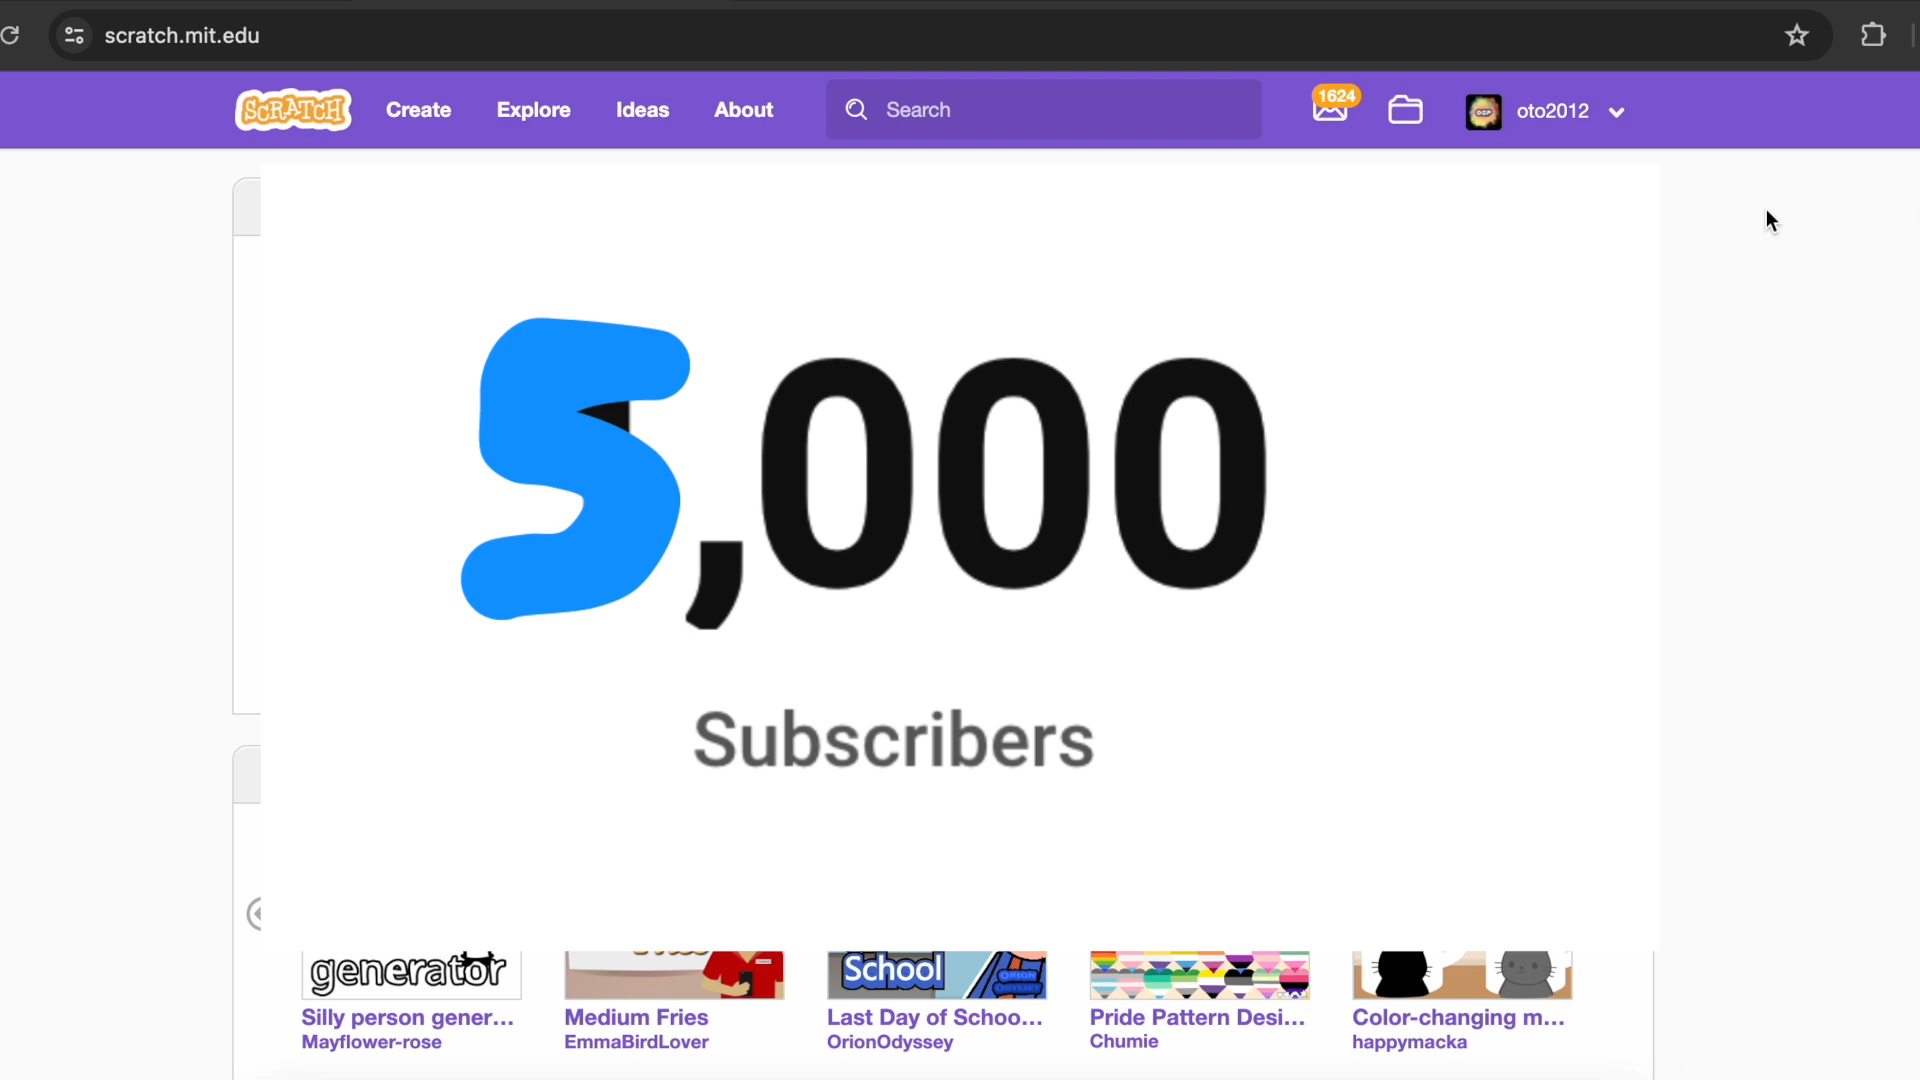 scratch.mit.edu
SCRATCH Create Explore Ideas About Search 1624 oto2012
5,000
Subscribers
generator
School
Silly person gener... Medium Fries Last Day of Schoo... Pride Pattern Desi... Color-changing m...
Mayflower-rose EmmaBirdLover OrionOdyssey Chumie happymacka